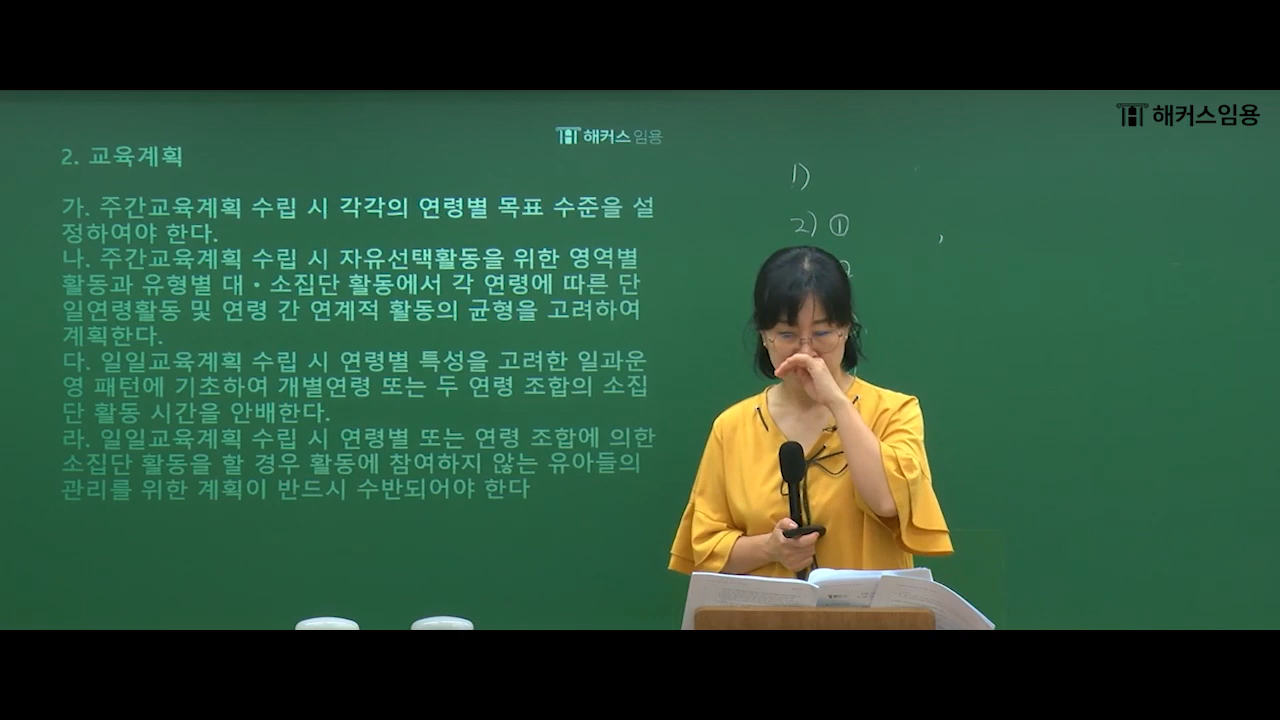 해커스임용
해커스임용
2. 교육계획
가. 주간교육계획 수립 시 각각의 연령별 목표 수준을 설
정하여야 한다.
나. 주간교육계획 수립 시 자유선택활동을 위한 영역별
활동과 유형별 대・소집단 활동에서 각 연령에 따른 단
일연령활동 및 연령 간 연계적 활동의 균형을 고려하여
계획한다.
다. 일일교육계획 수립 시 연령별 특성을 고려한 일과운
영 패턴에 기초하여 개별연령 또는 두 연령 조합의 소집
단 활동 시간을 안배한다.
라. 일일교육계획 수립 시 연령별 또는 연령 조합에 의한
소집단 활동을 할 경우 활동에 참여하지 않는 유아들의
관리를 위한 계획이 반드시 수반되어야 한다
1)
2) ①